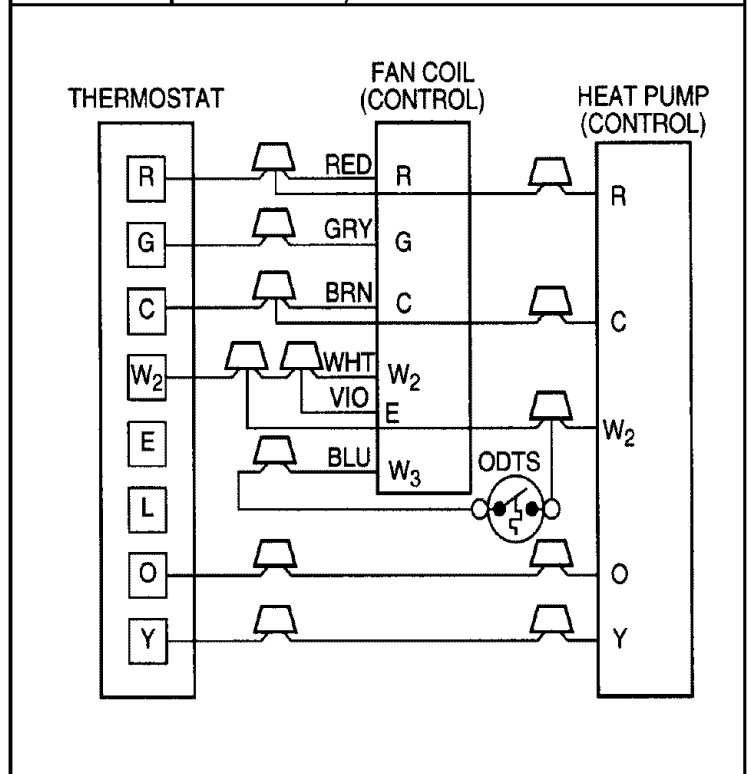 THERMOSTAT
FAN COIL
(CONTROL)
HEAT PUMP
(CONTROL)
R
RED
R
R
G
GRY
G
C
BRN
C
C
W2
WHT
W2
VIO
E
W2
E
BLU
W3
ODTS
L
O
O
Y
Y